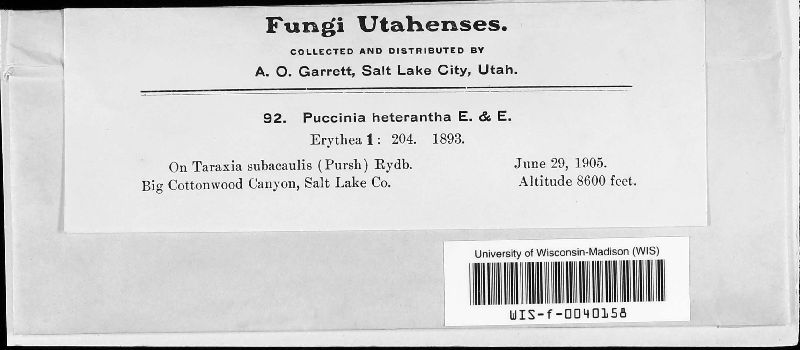 Fungi Utahenses.
COLLECTED AND DISTRIBUTED BY
A. O. Garrett, Salt Lake City, Utah.
92. Puccinia heterantha E. & E.
Erythea 1: 204. 1893.
On Taraxia subacaulis (Pursh) Rydb. June 29, 1905.
Big Cottonwood Canyon, Salt Lake Co. Altitude 8600 feet.
University of Wisconsin-Madison (WIS)
WIS-f-0040158